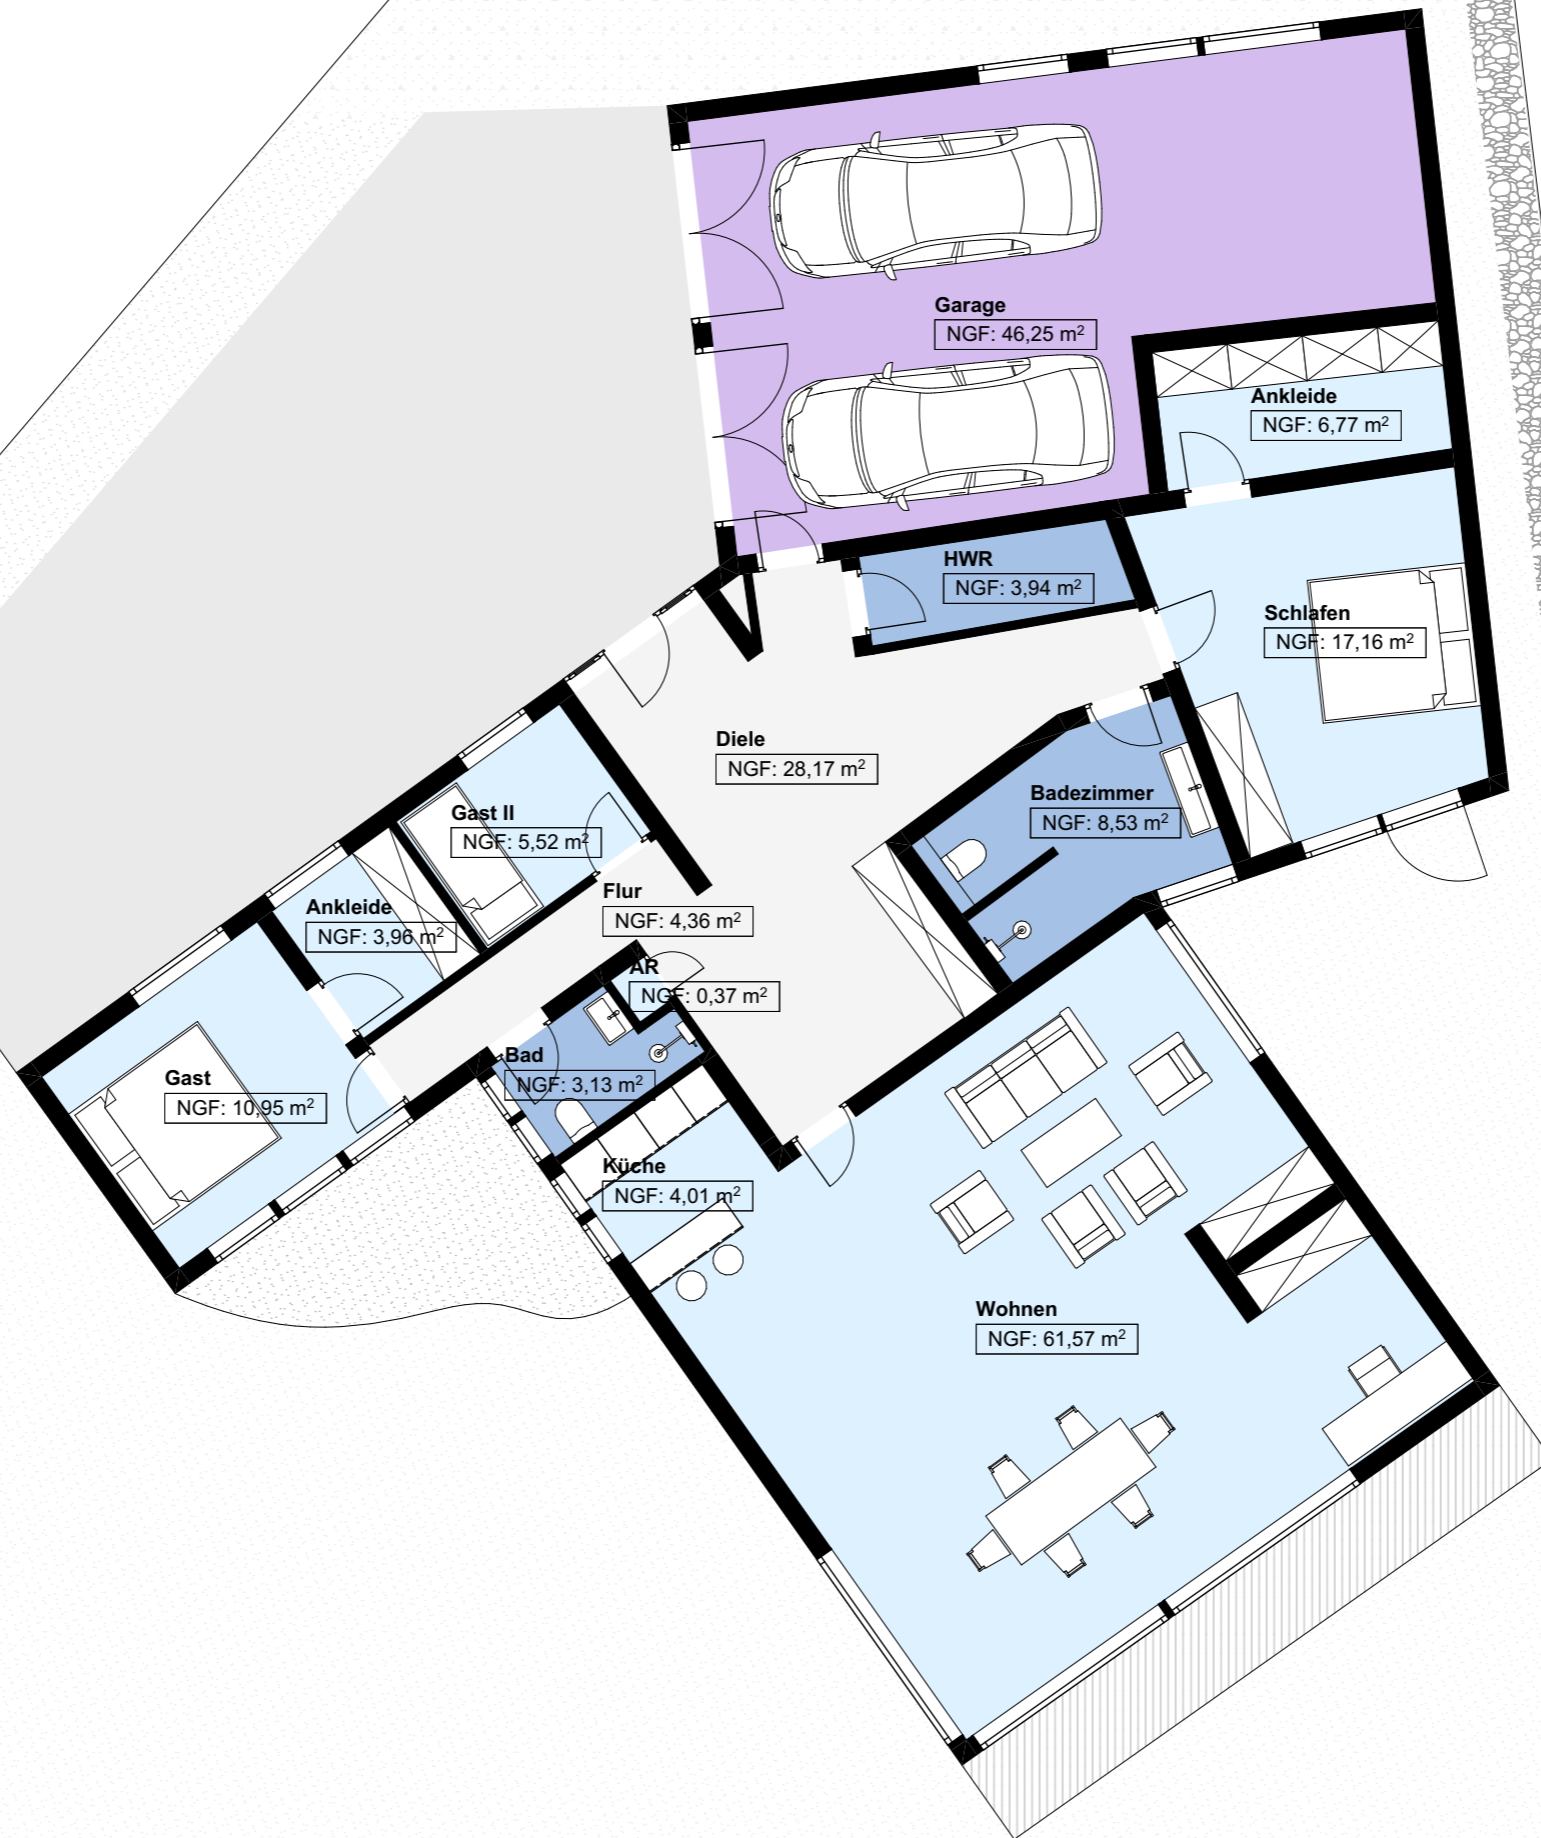 Garage
NGF: 46,25 m²
Ankleide
NGF: 6,77 m²
HWR
NGF: 3,94 m²
Schlafen
NGF: 17,16 m²
Diele
NGF: 28,17 m²
Badezimmer
NGF: 8,53 m²
Gast II
NGF: 5,52 m²
Flur
NGF: 4,36 m²
Ankleide
NGF: 3,96 m²
AR
NGF: 0,37 m²
Bad
NGF: 3,13 m²
Gast
NGF: 10,95 m²
Küche
NGF: 4,01 m²
Wohnen
NGF: 61,57 m²